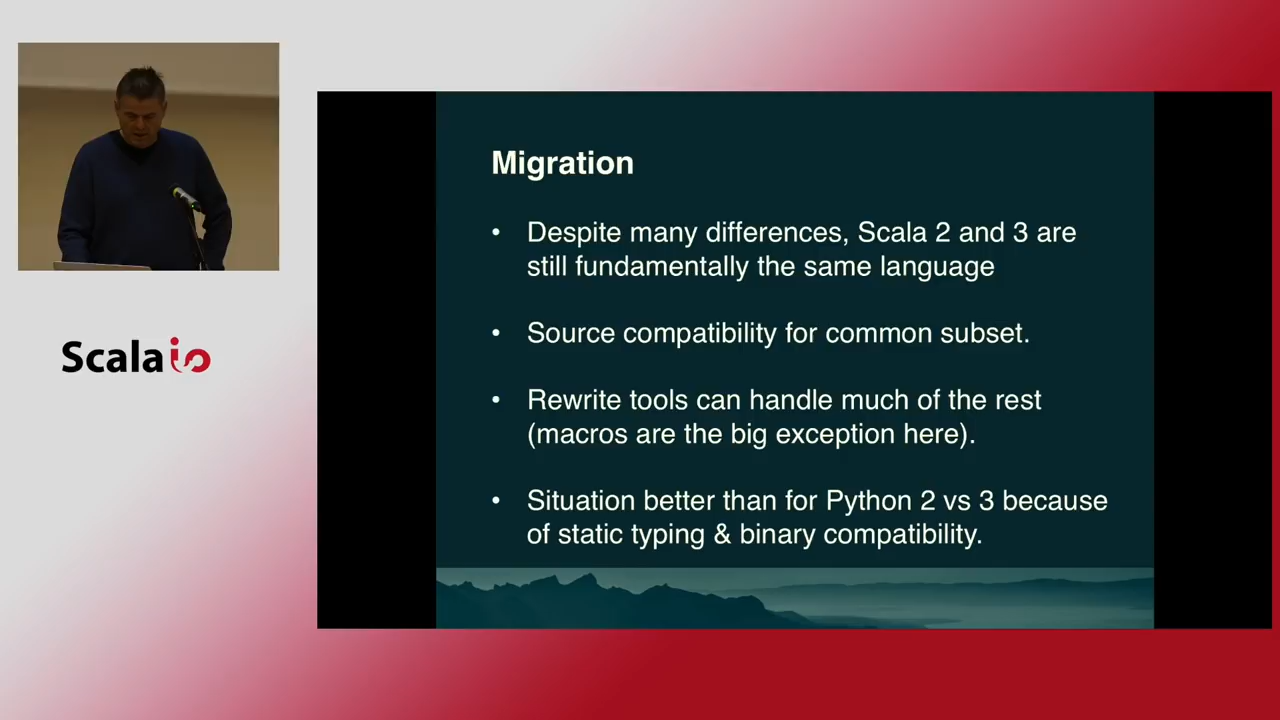 Migration
• Despite many differences, Scala 2 and 3 are
still fundamentally the same language
• Source compatibility for common subset.
• Rewrite tools can handle much of the rest
(macros are the big exception here).
• Situation better than for Python 2 vs 3 because
of static typing & binary compatibility.
Scala io